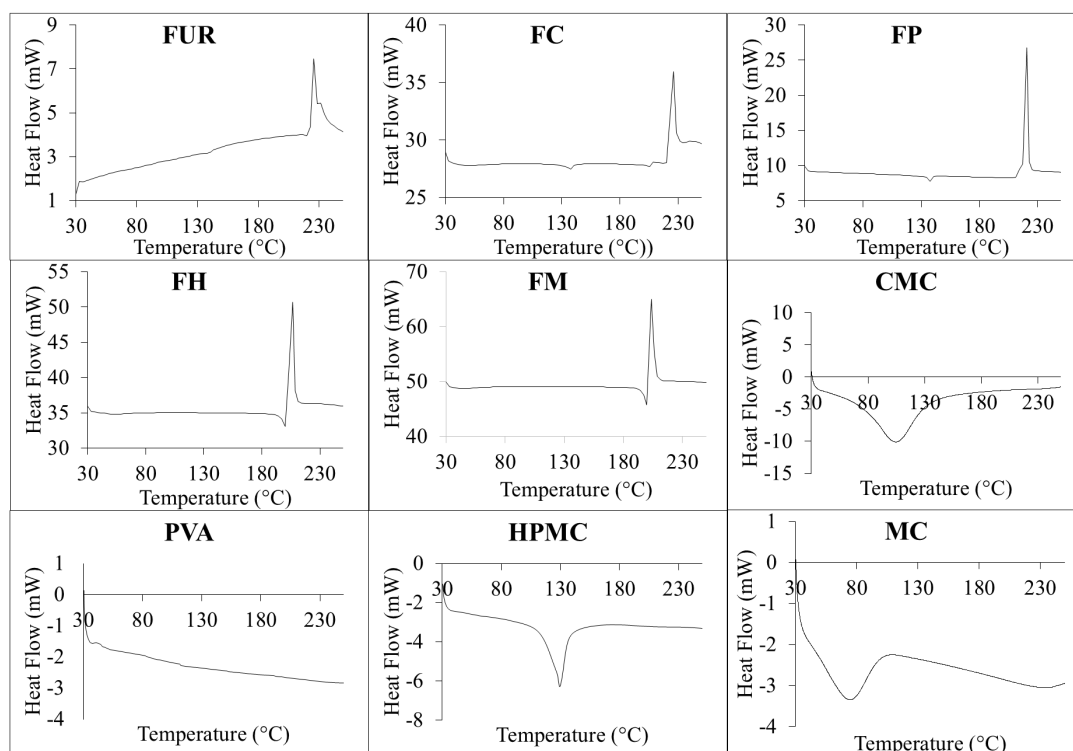 FUR
Heat Flow (mW)
9
7
5
3
1
30 80 130 180 230
Temperature (°C)
FC
Heat Flow (mW)
40
35
30
25
30 80 130 180 230
Temperature (°C))
FP
Heat Flow (mW)
30
25
20
15
10
5
30 80 130 180 230
Temperature (°C)
FH
Heat Flow (mW)
55
50
45
40
35
30
30 80 130 180 230
Temperature (°C)
FM
Heat Flow (mW)
70
60
50
40
30 80 130 180 230
Temperature (°C)
CMC
Heat Flow (mW)
10
5
0
-5
-10
-15
30 80 130 180 230
Temperature (°C)
PVA
Heat Flow (mW)
1
0
-1
-2
-3
-4
30 80 130 180 230
Temperature (°C)
HPMC
Heat Flow (mW)
0
-2
-4
-6
-8
30 80 130 180 230
Temperature (°C)
MC
Heat Flow (mW)
0
-1
-2
-3
-4
30 80 130 180 230
Temperature (°C)